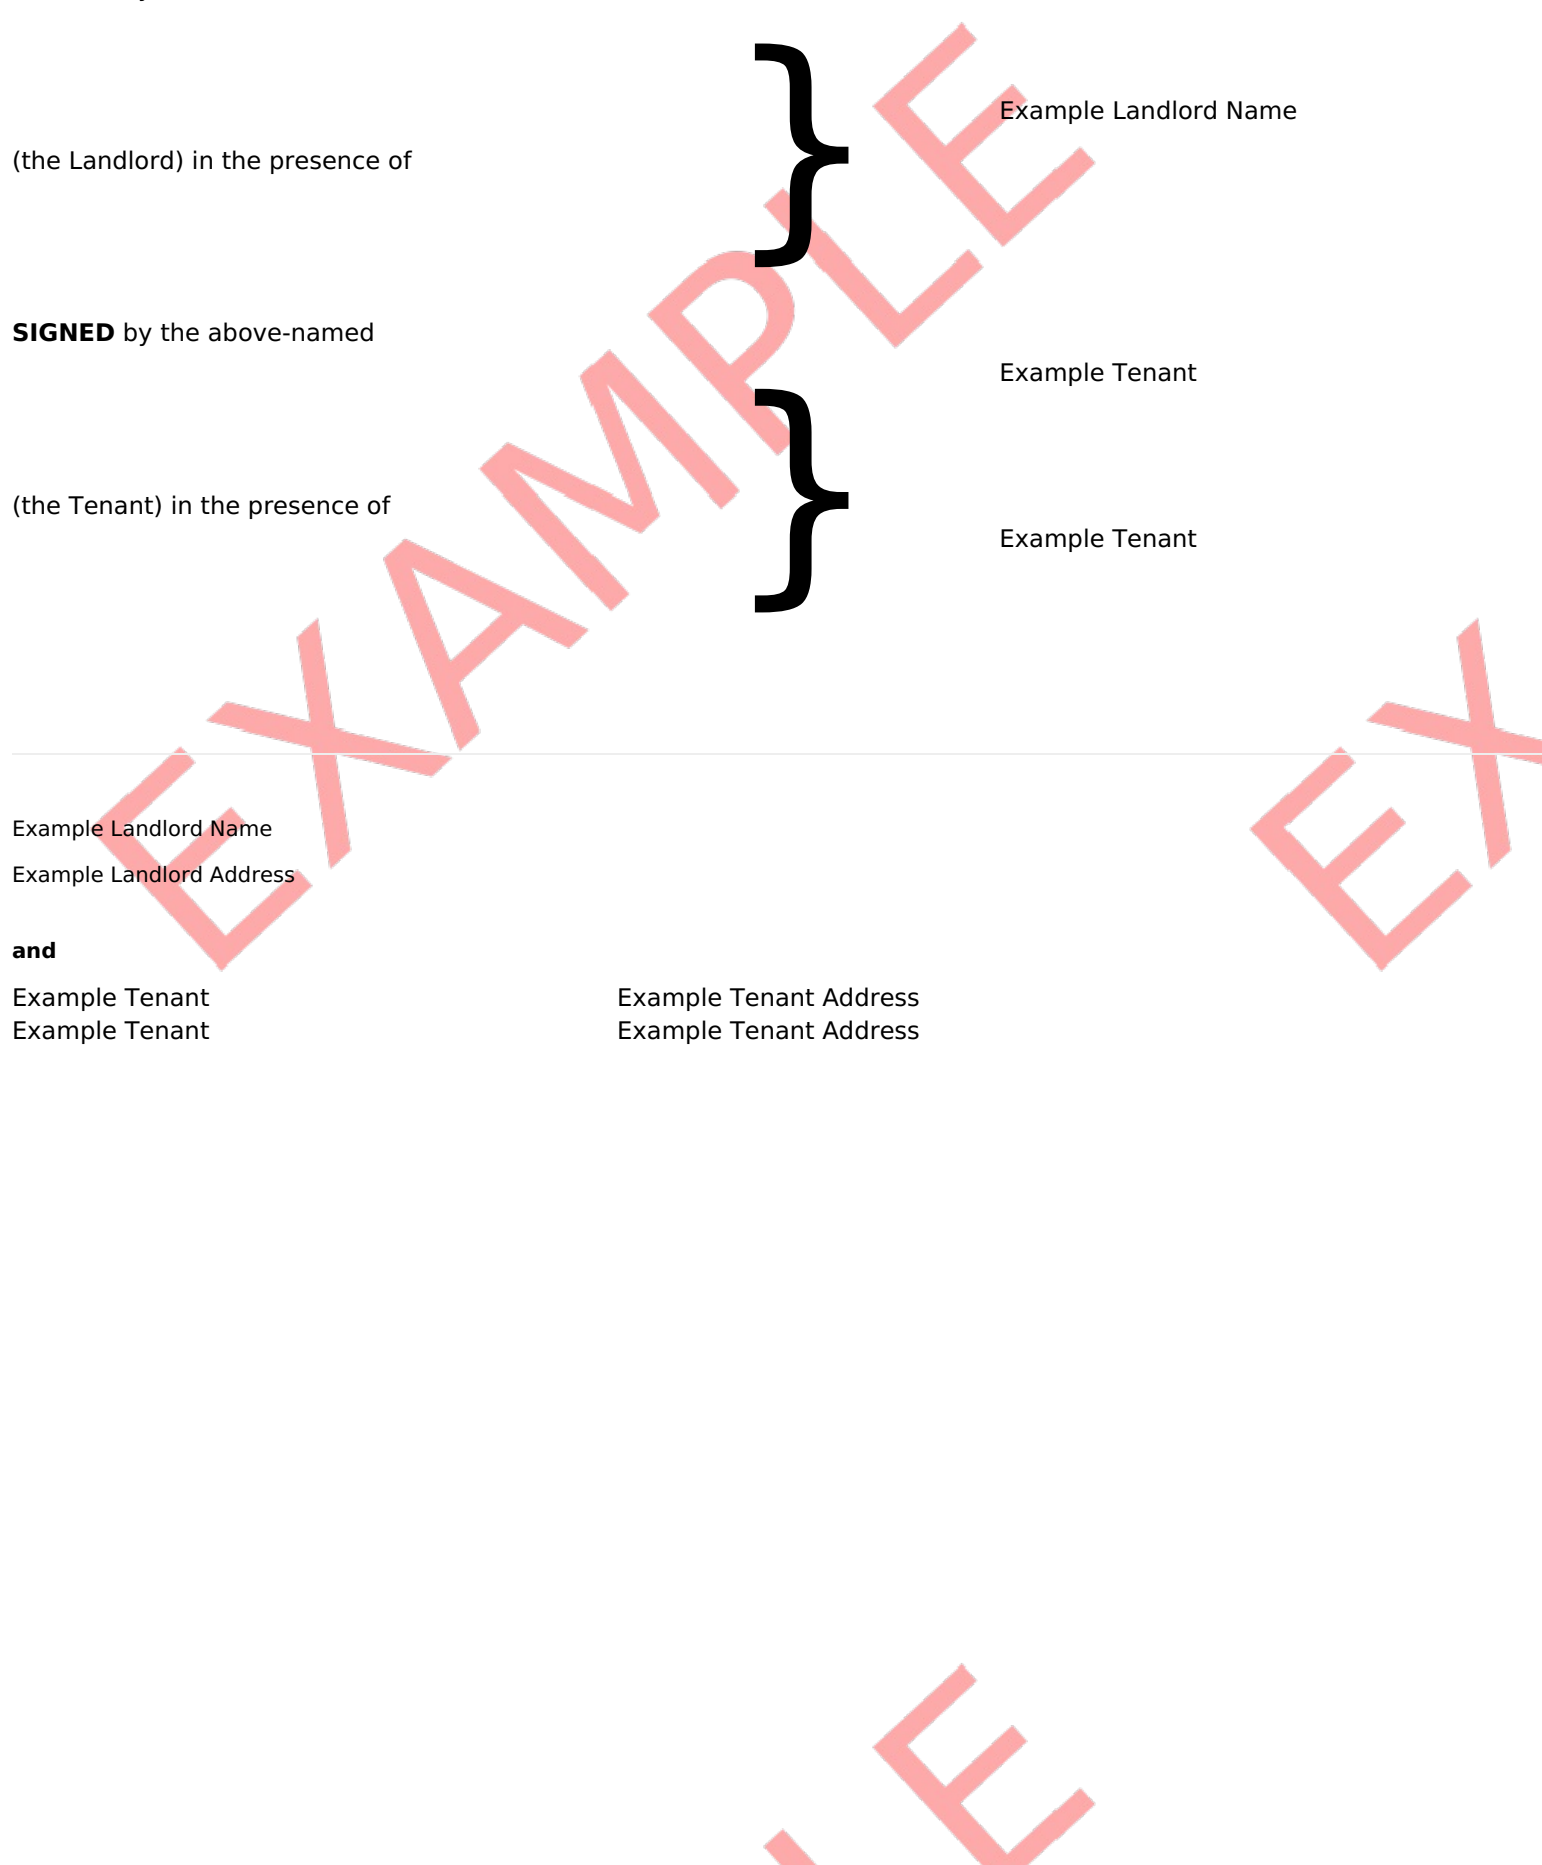 Example Landlord Name
(the Landlord) in the presence of
}
SIGNED by the above-named
Example Tenant
(the Tenant) in the presence of
}
Example Tenant
Example Landlord Name
Example Landlord Address
and
Example Tenant Example Tenant Address
Example Tenant Example Tenant Address
EXAMPLE